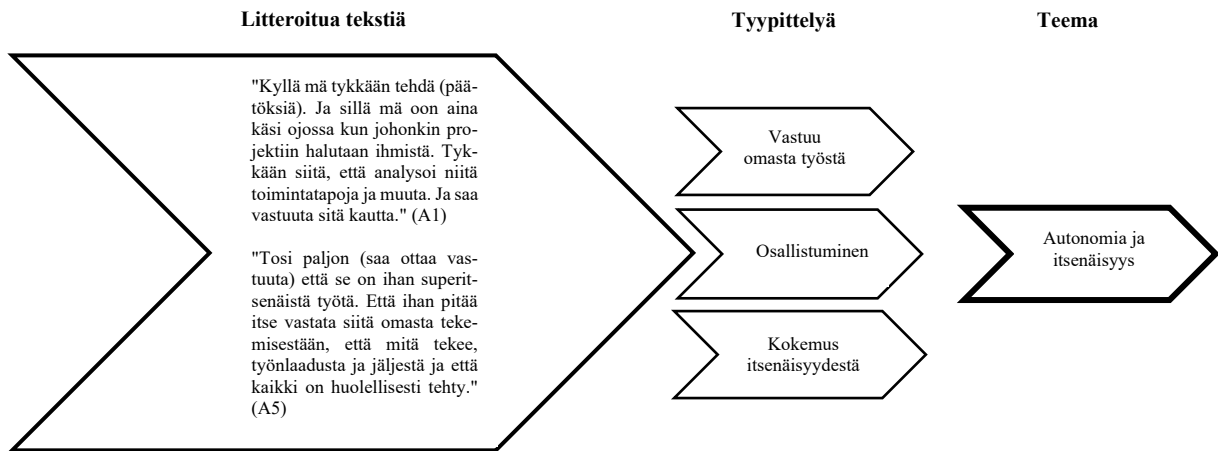 Litteroitua tekstiä
Tyypittelyä
Teema
"Kyllä mä tykkään tehdä (pää-
töksiä). Ja sillä mä oon aina
käsi ojossa kun johonkin pro-
jektiin halutaan ihmistä. Tyk-
kään siitä, että analysoi niitä
toimintatapoja ja muuta. Ja saa
vastuuta sitä kautta." (A1)
"Tosi paljon (saa ottaa vas-
tuuta) että se on ihan superit-
senäistä työtä. Että ihan pitää
itse vastata siitä omasta teke-
misestään, että mitä tekee,
työnlaadusta ja jäljestä ja että
kaikki on huolellisesti tehty."
(A5)
Vastuu
omasta työstä
Osallistuminen
Kokemus
itsenäisyydestä
Autonomia ja
itsenäisyys